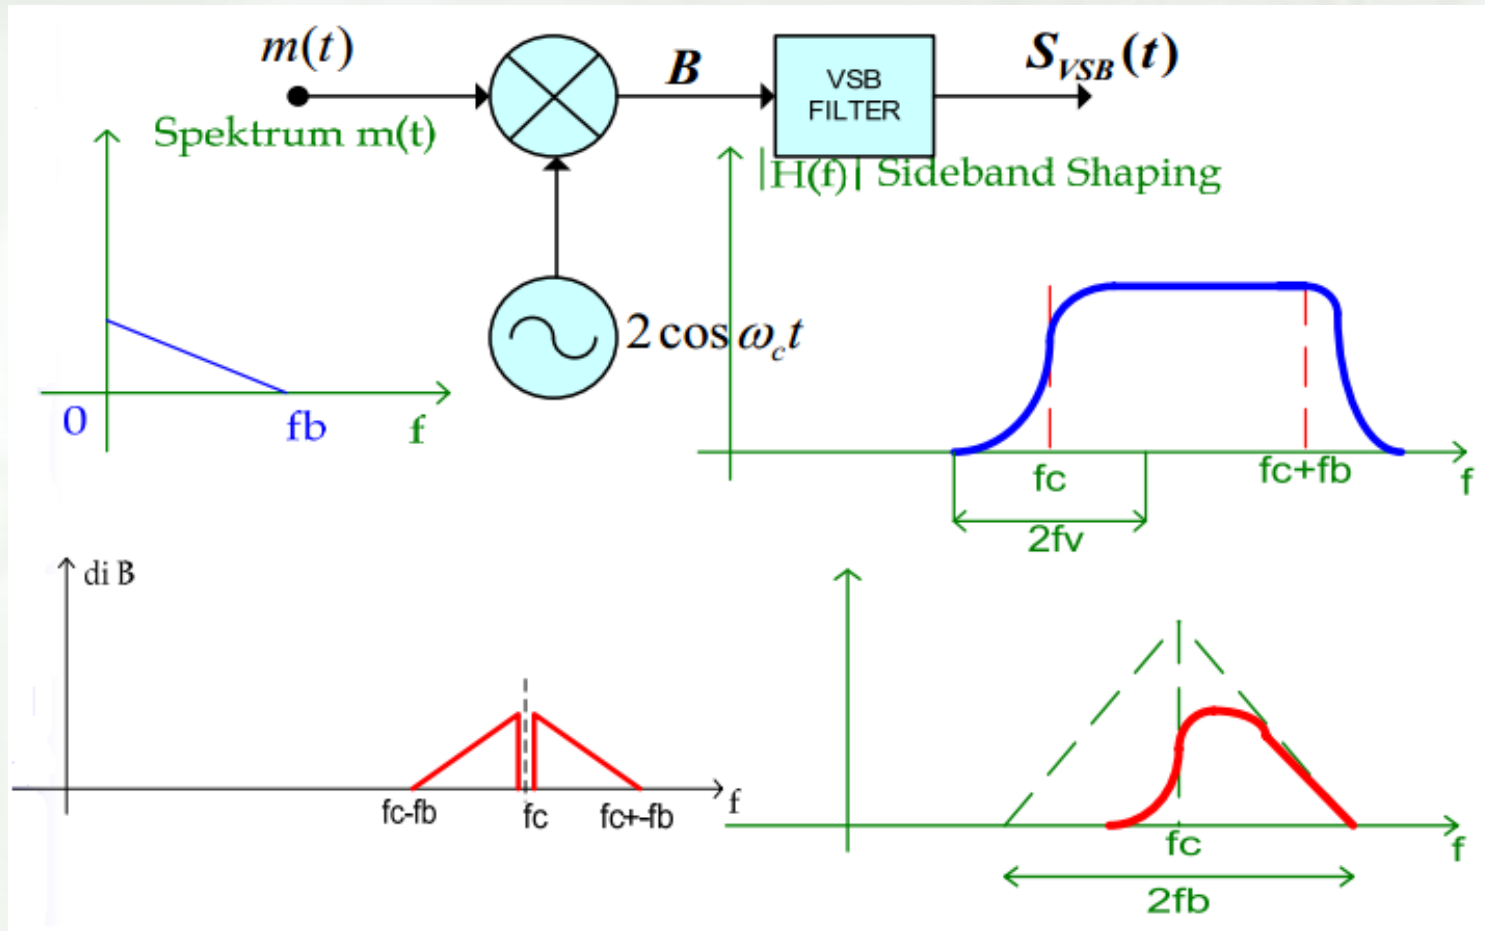 m(t)
B
VSB
FILTER
S_VSB(t)
Spektrum m(t)
|H(f)| Sideband Shaping
2 cos ω_c t
0
fb
f
fc
fc+fb
f
2fv
di B
fc-fb
fc
fc+-fb
f
fc
f
2fb